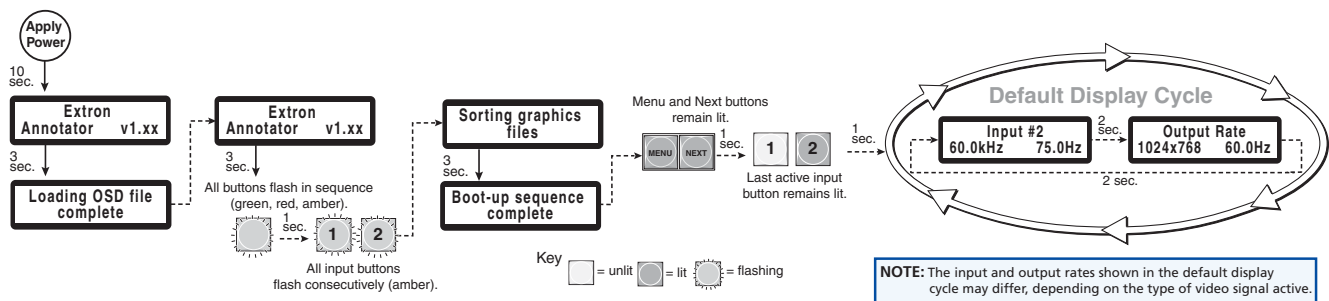 Apply
Power
10
sec.
Extron
Annotator v1.xx
3
sec.
Loading OSD file
complete
Extron
Annotator v1.xx
3
sec.
All buttons flash in sequence
(green, red, amber).
1
sec.
1
2
All input buttons
flash consecutively (amber).
Sorting graphics
files
3
sec.
Boot-up sequence
complete
Menu and Next buttons
remain lit.
MENU
NEXT
1
sec.
1
2
Last active input
button remains lit.
1
sec.
Default Display Cycle
Input #2
60.0kHz 75.0Hz
2
sec.
Output Rate
1024x768 60.0Hz
2 sec.
Key
= unlit
= lit
= flashing
NOTE: The input and output rates shown in the default display
cycle may differ, depending on the type of video signal active.